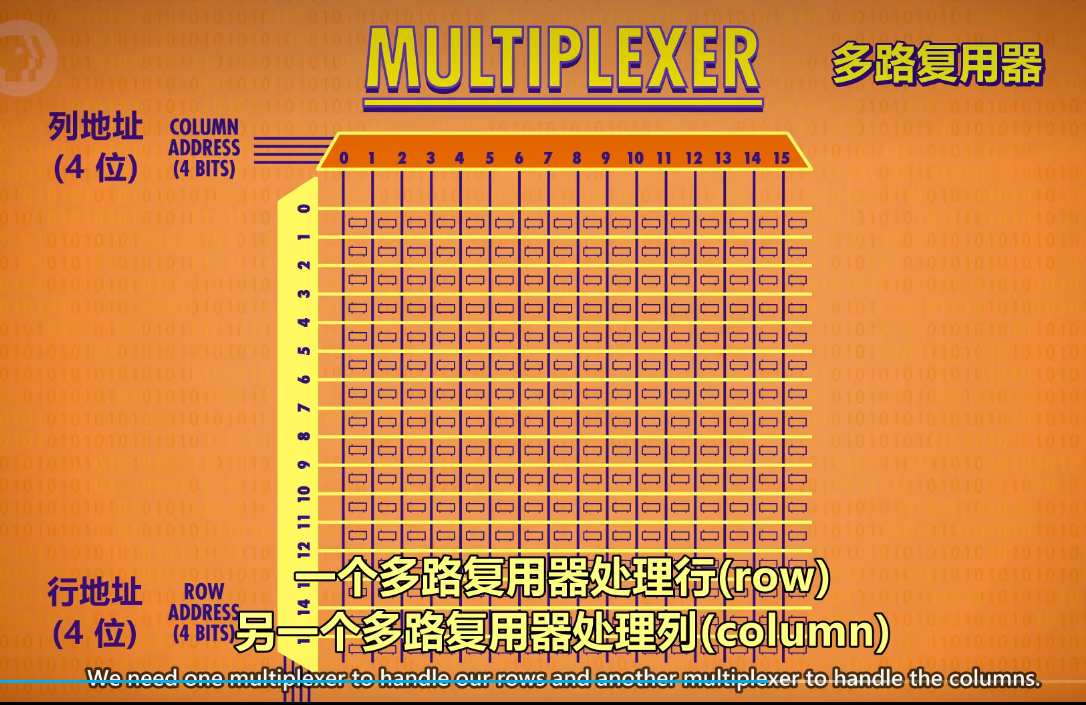 MULTIPLEXER
多路复用器
列地址
(4 位)
COLUMN
ADDRESS
(4 BITS)
0 1 2 3 4 5 6 7 8 9 10 11 12 13 14 15
0
1
2
3
4
5
6
7
8
9
10
11
12
14
行地址
(4 位)
ROW
ADDRESS
(4 BITS)
一个多路复用器处理行(row)
另一个多路复用器处理列(column)
We need one multiplexer to handle our rows and another multiplexer to handle the columns.